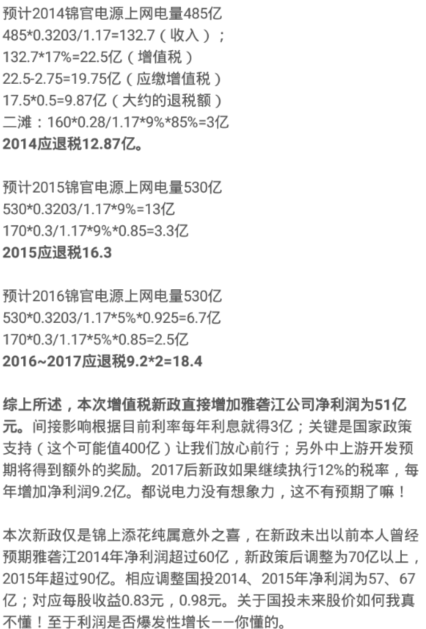 预计2014锦官电源上网电量485亿
485*0.3203/1.17=132.7（收入）；
132.7*17%=22.5亿（增值税）
22.5-2.75=19.75亿（应缴增值税）
17.5*0.5=9.87亿（大约的退税额）
二滩：160*0.28/1.17*9%*85%=3亿
2014应退税12.87亿。
预计2015锦官电源上网电量530亿
530*0.3203/1.17*9%=13亿
170*0.3/1.17*9%*0.85=3.3亿
2015应退税16.3
预计2016锦官电源上网电量530亿
530*0.3203/1.17*5%*0.925=6.7亿
170*0.3/1.17*5%*0.85=2.5亿
2016~2017应退税9.2*2=18.4
综上所述，本次增值税新政直接增加雅砻江公司净利润为51亿
元。间接影响根据目前利率每年利息就得3亿；关键是国家政策
支持（这个可能值400亿）让我们放心前行；另外中上游开发预
期将得到额外的奖励。2017后新政如果继续执行12%的税率，每
年增加净利润9.2亿。都说电力没有想象力，这不有预期了嘛！
本次新政仅是锦上添花纯属意外之喜，在新政未出以前本人曾经
预期雅砻江2014年净利润超过60亿，新政策后调整为70亿以上，
2015年超过90亿。相应调整国投2014、2015年净利润为57、67
亿；对应每股收益0.83元，0.98元。关于国投未来股价如何我真
不懂！至于利润是否爆发性增长——你懂的。